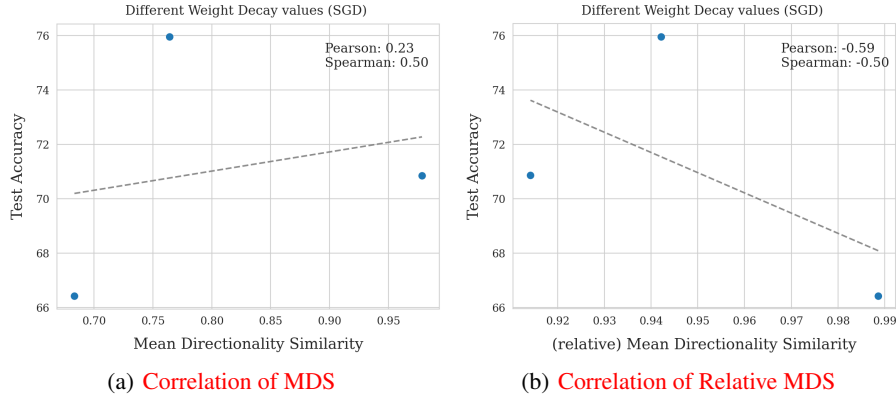 Different Weight Decay values (SGD)
76
74
72
70
68
66
Test Accuracy
Pearson: 0.23
Spearman: 0.50
0.70 0.75 0.80 0.85 0.90 0.95
Mean Directionality Similarity
(a) Correlation of MDS
Different Weight Decay values (SGD)
76
74
72
70
68
66
Test Accuracy
Pearson: -0.59
Spearman: -0.50
0.92 0.93 0.94 0.95 0.96 0.97 0.98 0.99
(relative) Mean Directionality Similarity
(b) Correlation of Relative MDS